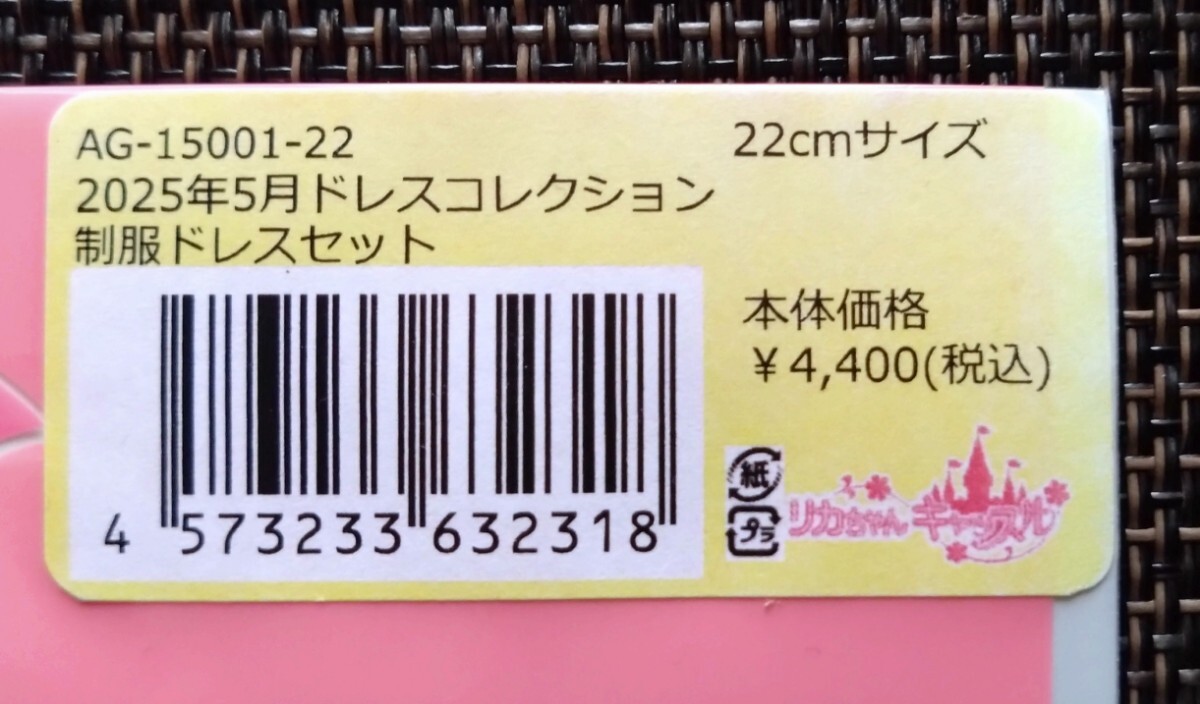 AG-15001-22
22cmサイズ
2025年5月ドレスコレクション
制服ドレスセット
本体価格
¥4,400(税込)
4 573233 632318
紙
プラ
リカちゃん キャッスル